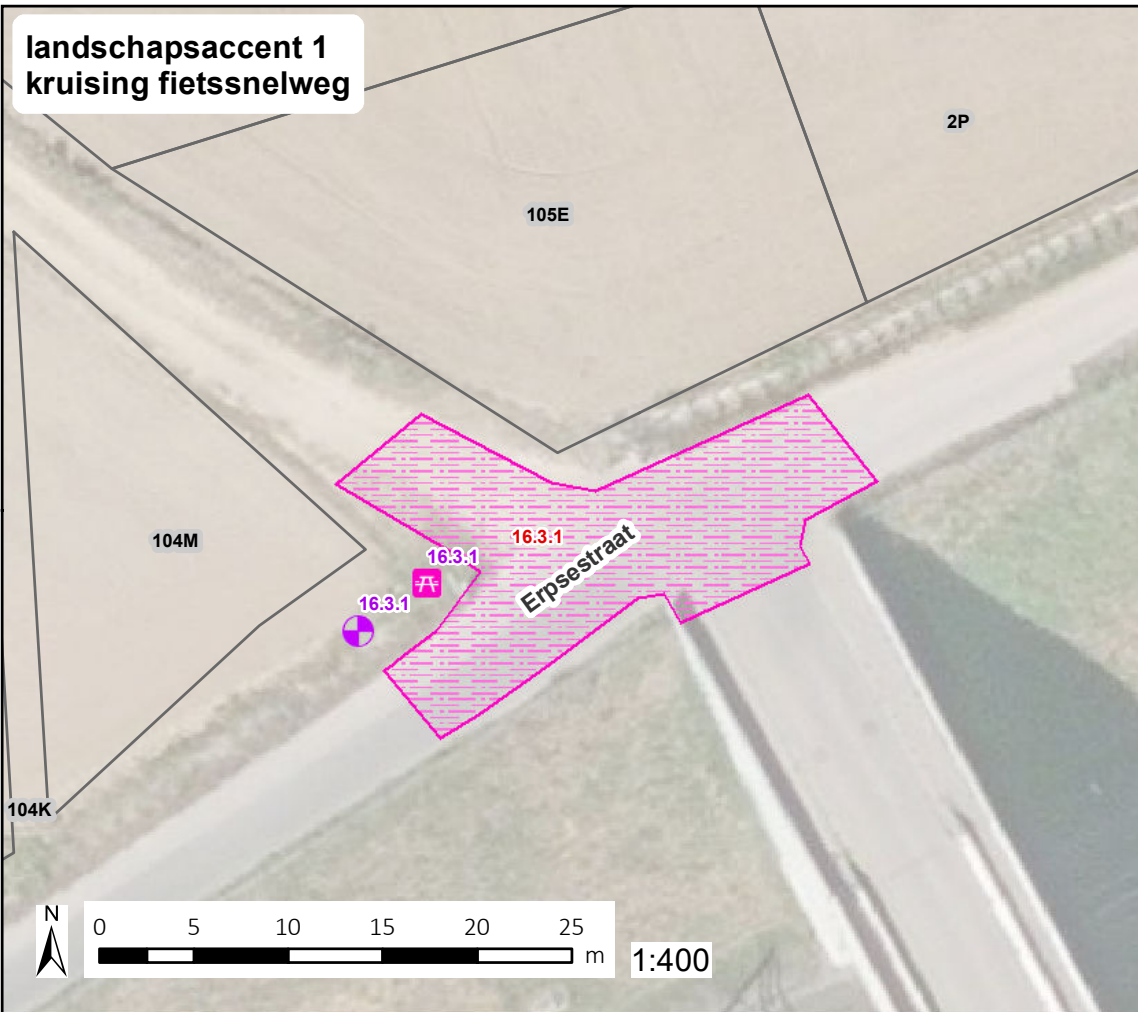 landschapsaccent 1
kruising fietssnelweg
2P
105E
104M
16.3.1
16.3.1
16.3.1
Erpsestraat
104K
N
0 5 10 15 20 25
m
1:400